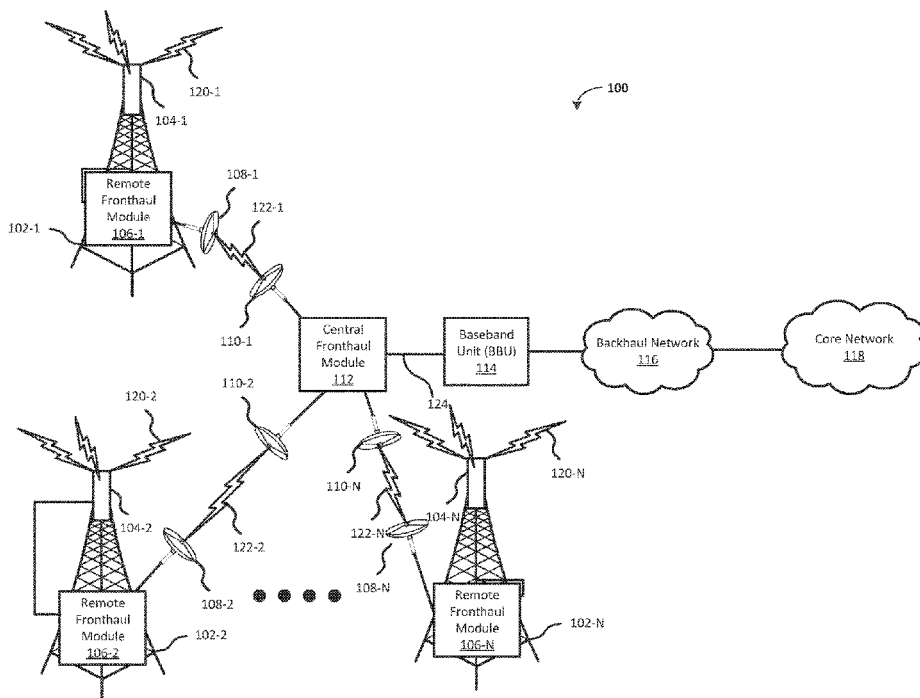 120-1
100
104-1
Remote
Fronthaul
Module
106-1
108-1
122-1
102-1
110-1
Central
Fronthaul
Module
112
Baseband
Unit (BBU)
114
Backhaul Network
116
Core Network
118
124
110-2
120-2
120-N
110-N
104-2
104-N
122-2
122-N
108-2
108-N
Remote
Fronthaul
Module
106-2
102-2
Remote
Fronthaul
Module
106-N
102-N